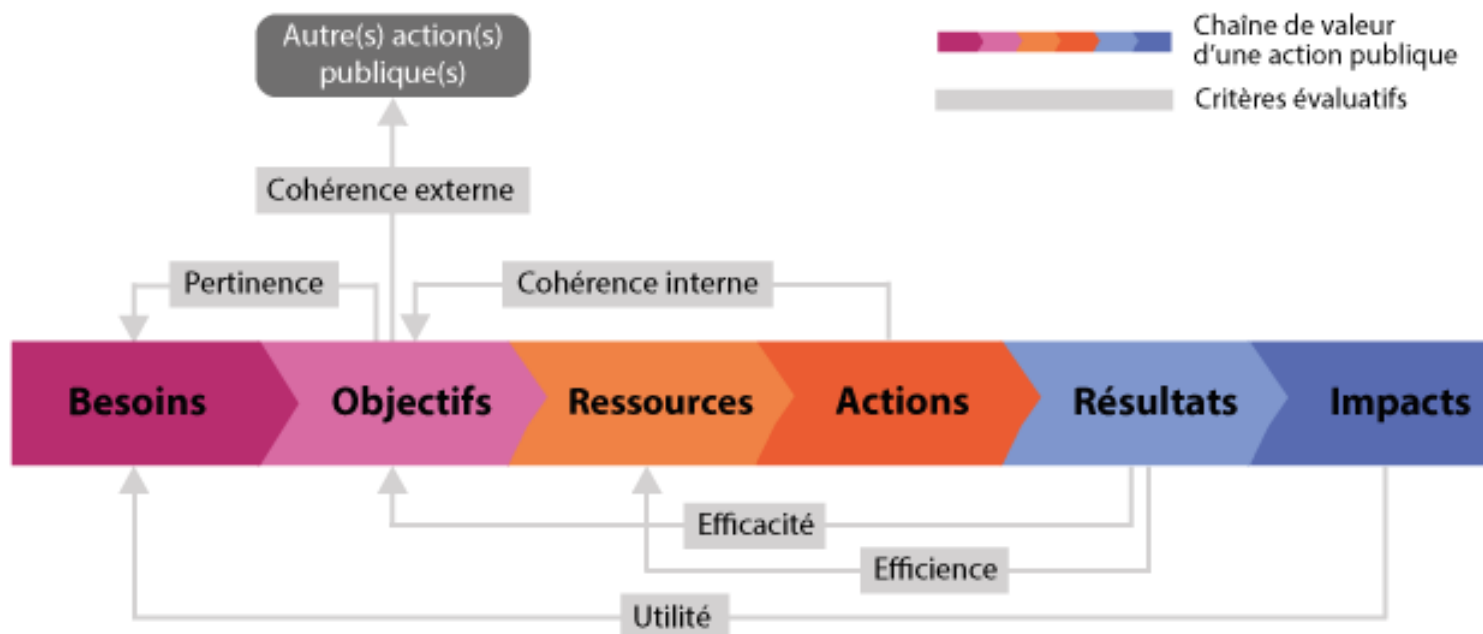 Autre(s) action(s)
publique(s)
Chaîne de valeur
d'une action publique
Critères évaluatifs
Cohérence externe
Pertinence
Cohérence interne
Besoins
Objectifs
Ressources
Actions
Résultats
Impacts
Efficacité
Efficience
Utilité